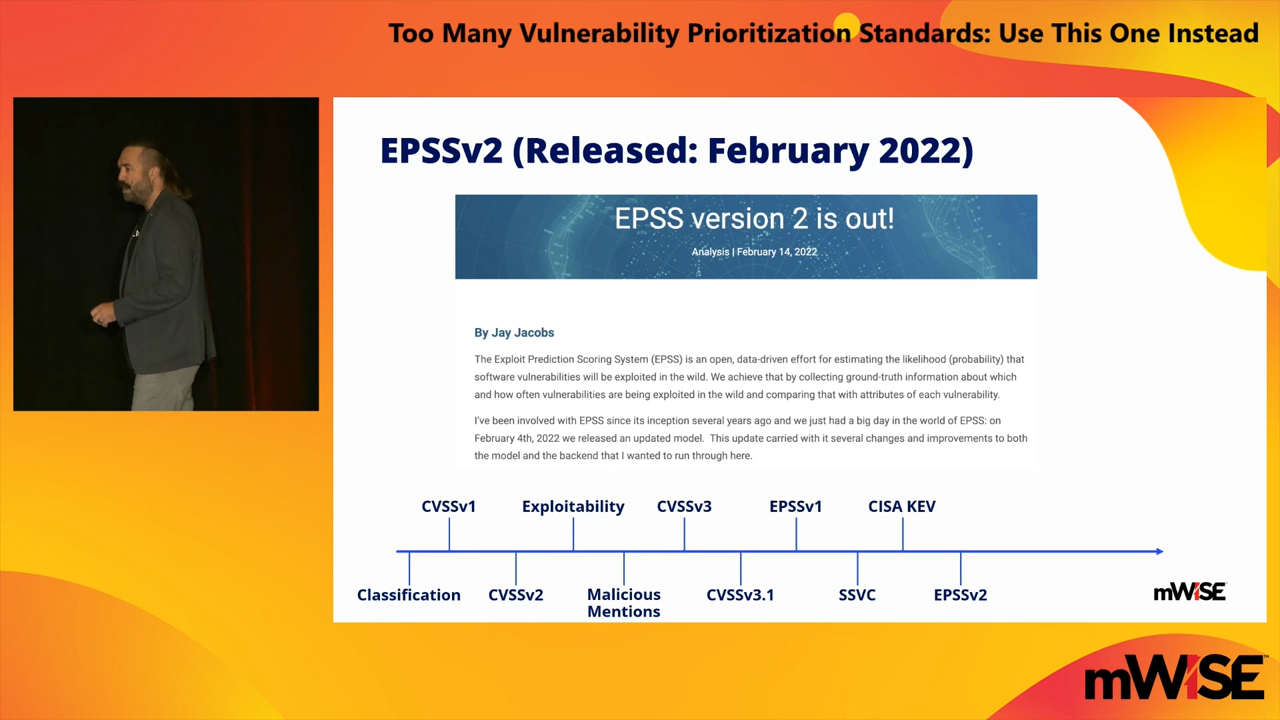 Too Many Vulnerability Prioritization Standards: Use This One Instead
EPSSv2 (Released: February 2022)
EPSS version 2 is out!
Analysis | February 14, 2022
By Jay Jacobs
The Exploit Prediction Scoring System (EPSS) is an open, data-driven effort for estimating the likelihood (probability) that
software vulnerabilities will be exploited in the wild. We achieve that by collecting ground-truth information about which
and how often vulnerabilities are being exploited in the wild and comparing that with attributes of each vulnerability.
I've been involved with EPSS since its inception several years ago and we just had a big day in the world of EPSS: on
February 4th, 2022 we released an updated model. This update carried with it several changes and improvements to both
the model and the backend that I wanted to run through here.
CVSSv1 Exploitability CVSSv3 EPSSv1 CISA KEV
Classification CVSSv2 Malicious CVSSv3.1 SSVC EPSSv2
Mentions
mWISE
mWISE™